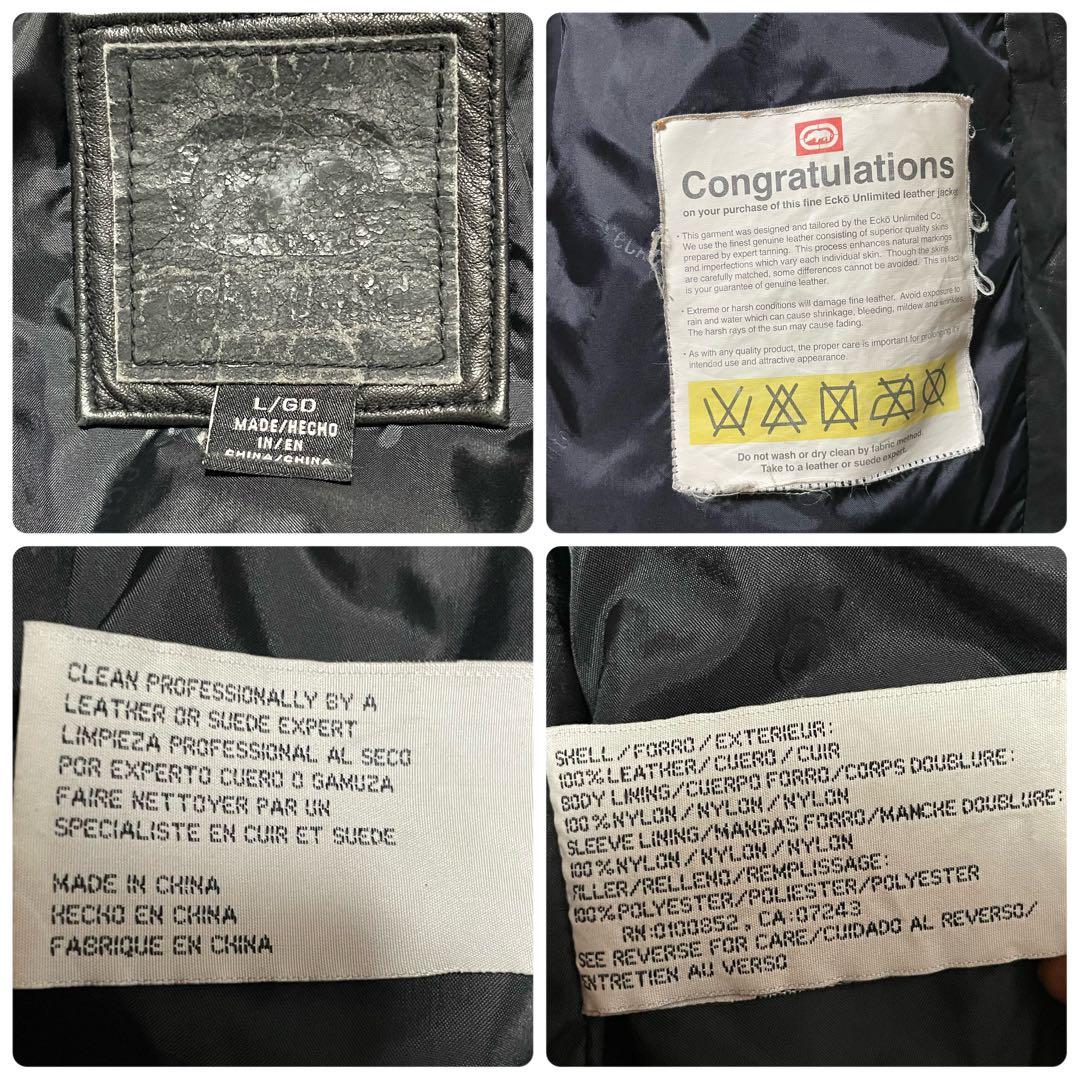 L/GD
MADE/HECHO
IN/EN
CHINA/CHINA
Congratulations
on your purchase of this fine Eckō Unlimited leather jacke
· This garment was designed and tailored by the Eckō Unlimited Co.
We use the finest genuine leather consisting of superior quality skins
prepared by expert tanning. This process enhances natural markings
and imperfections which vary each individual skin. Though the skins
are carefully matched, some differences cannot be avoided. This in fact
is your guarantee of genuine leather.
· Extreme or harsh conditions will damage fine leather. Avoid exposure to
rain and water which can cause shrinkage, bleeding, mildew and wrinkles.
The harsh rays of the sun may cause fading.
· As with any quality product, the proper care is important for prolonging it's
intended use and attractive appearance.
Do not wash or dry clean by fabric method.
Take to a leather or suede expert.
CLEAN PROFESSIONALLY BY A
LEATHER OR SUEDE EXPERT
LIMPIEZA PROFESSIONAL AL SECO
POR EXPERTO CUERO O GAMUZA
FAIRE NETTOYER PAR UN
SPECIALISTE EN CUIR ET SUEDE
MADE IN CHINA
HECHO EN CHINA
FABRIQUE EN CHINA
SHELL/FORRO/EXTERIEUR:
100%LEATHER/CUERO/CUIR
BODY LINING/CUERPO FORRO/CORPS DOUBLURE:
100%NYLON/NYLON/NYLON
SLEEVE LINING/MANGAS FORRO/MANCHE DOUBLURE:
100%NYLON/NYLON/NYLON
FILLER/RELLENO/REMPLISSAGE:
100%POLYESTER/POLIESTER/POLYESTER
RN:0100852, CA:07243
SEE REVERSE FOR CARE/CUIDADO AL REVERSO/
ENTRETIEN AU VERSO